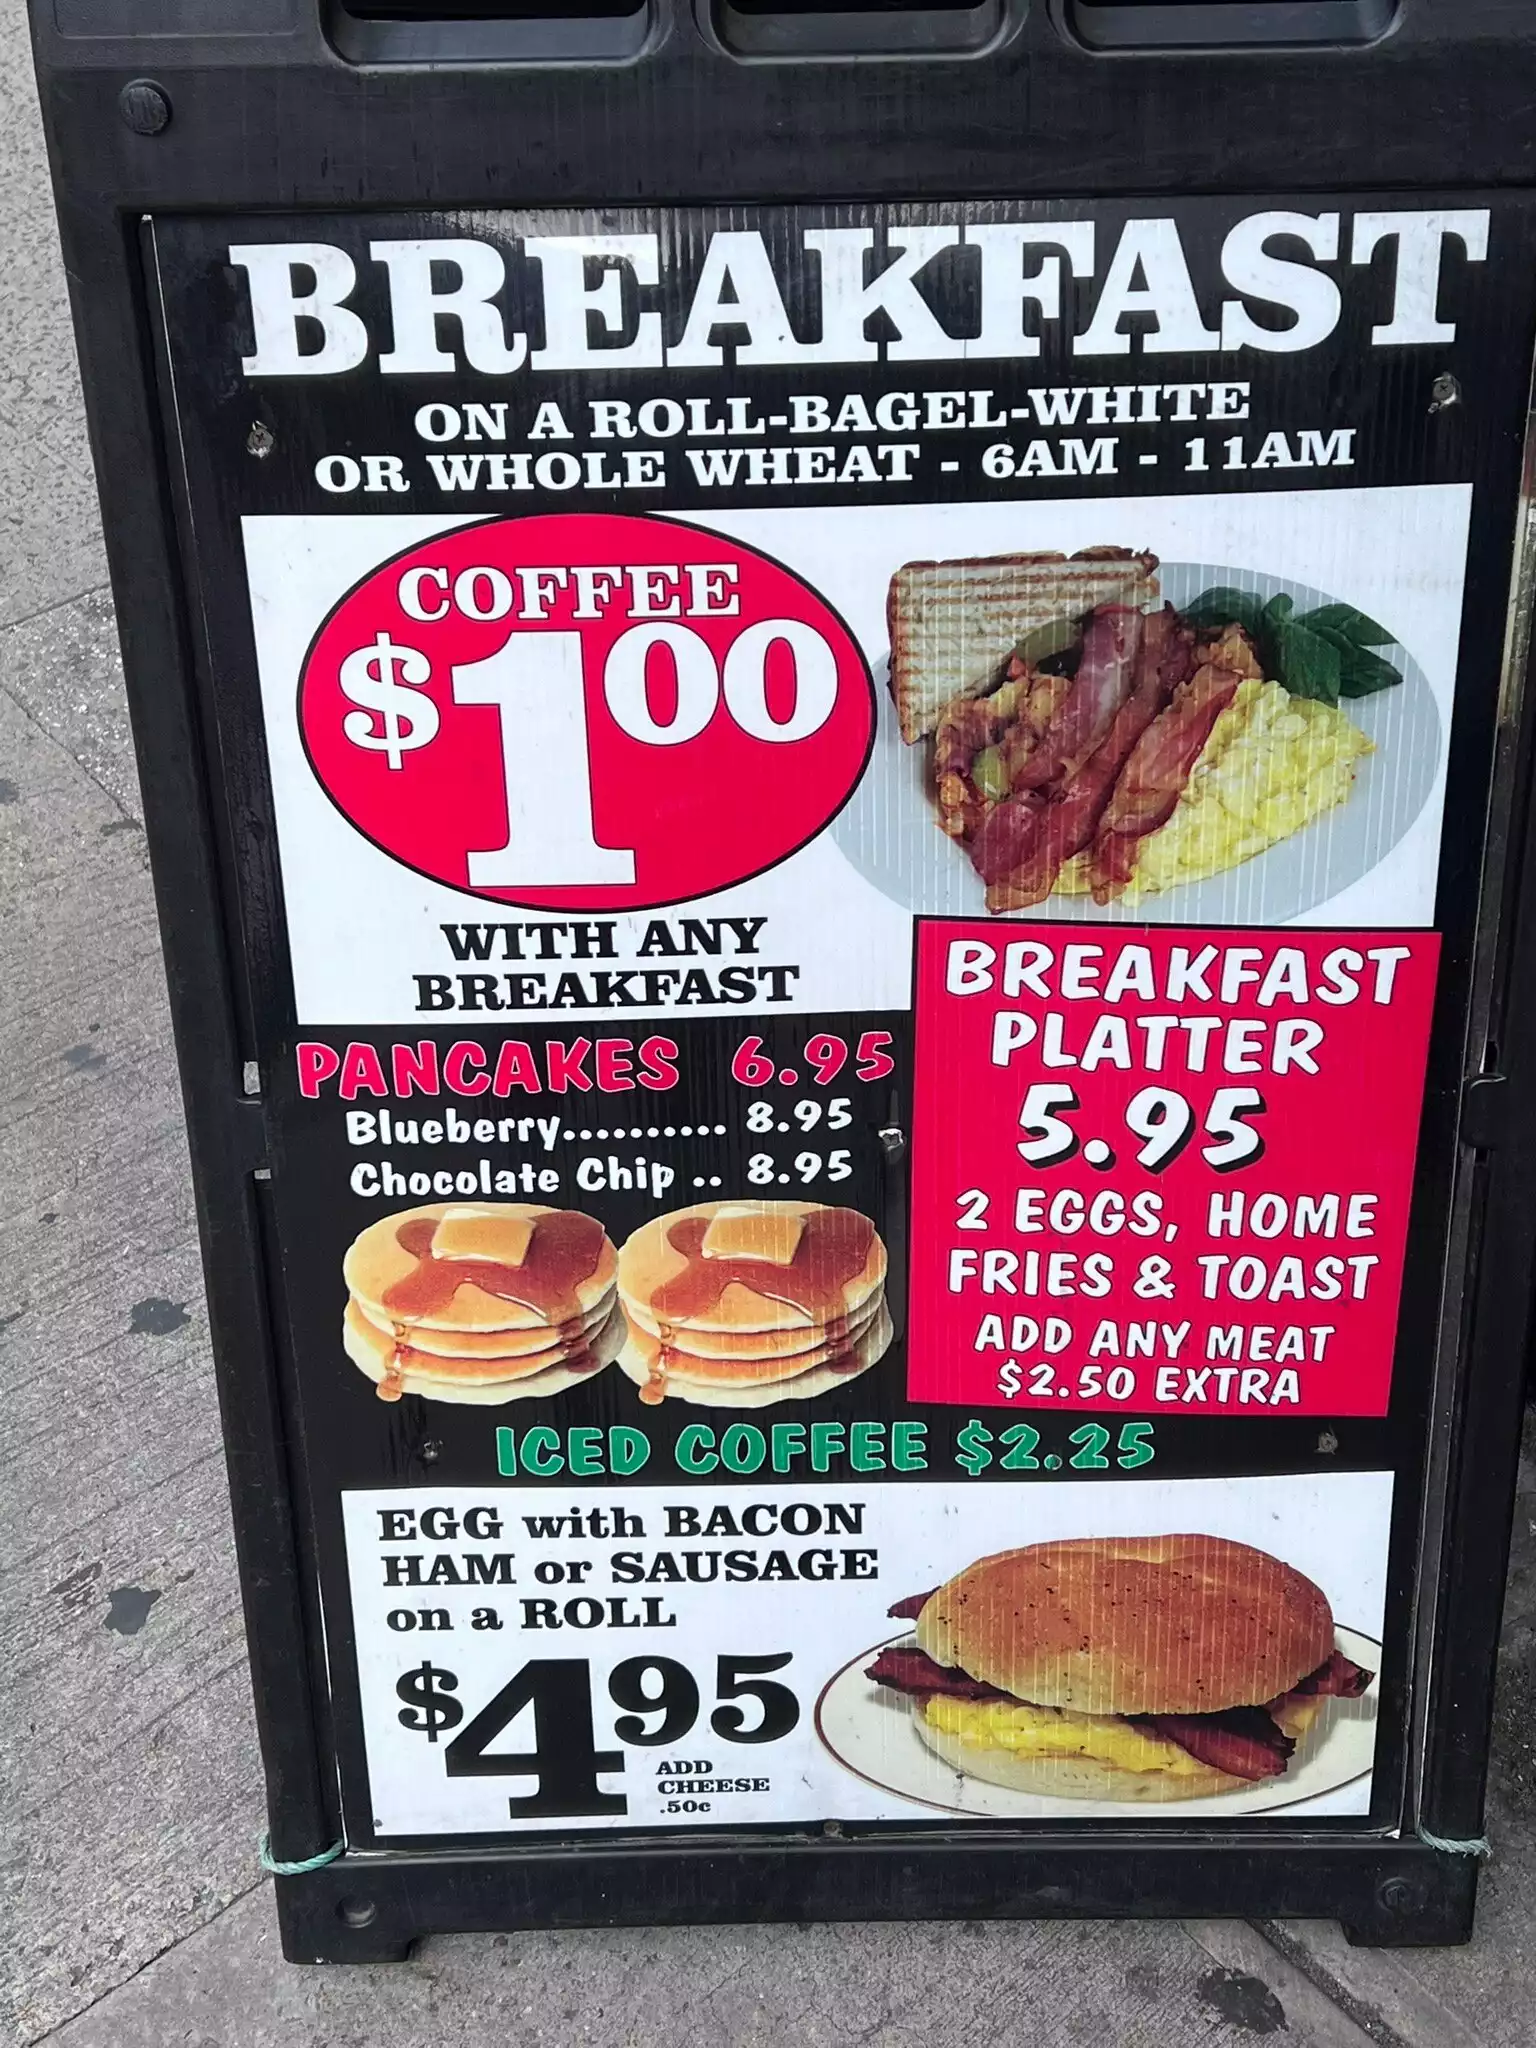 BREAKFAST
ON A ROLL-BAGEL-WHITE
OR WHOLE WHEAT - 6AM - 11AM
COFFEE
$1.00
WITH ANY
BREAKFAST
PANCAKES 6.95
Blueberry.......... 8.95
Chocolate Chip .. 8.95
BREAKFAST
PLATTER
5.95
2 EGGS, HOME
FRIES & TOAST
ADD ANY MEAT
$2.50 EXTRA
ICED COFFEE $2.25
EGG with BACON
HAM or SAUSAGE
on a ROLL
$4 95
ADD
CHEESE
.50c